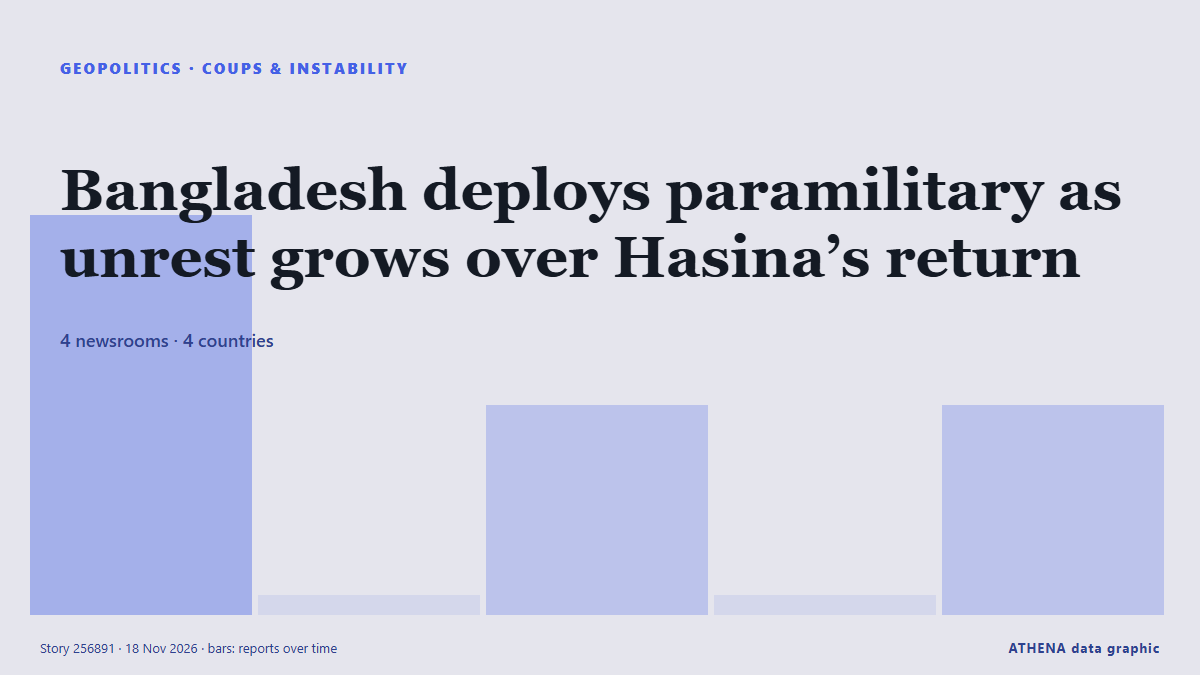 GEOPOLITICS · COUPS & INSTABILITY
Bangladesh deploys paramilitary as
unrest grows over Hasina’s return
4 newsrooms · 4 countries
Story 256891 · 18 Nov 2026 · bars: reports over time
ATHENA data graphic